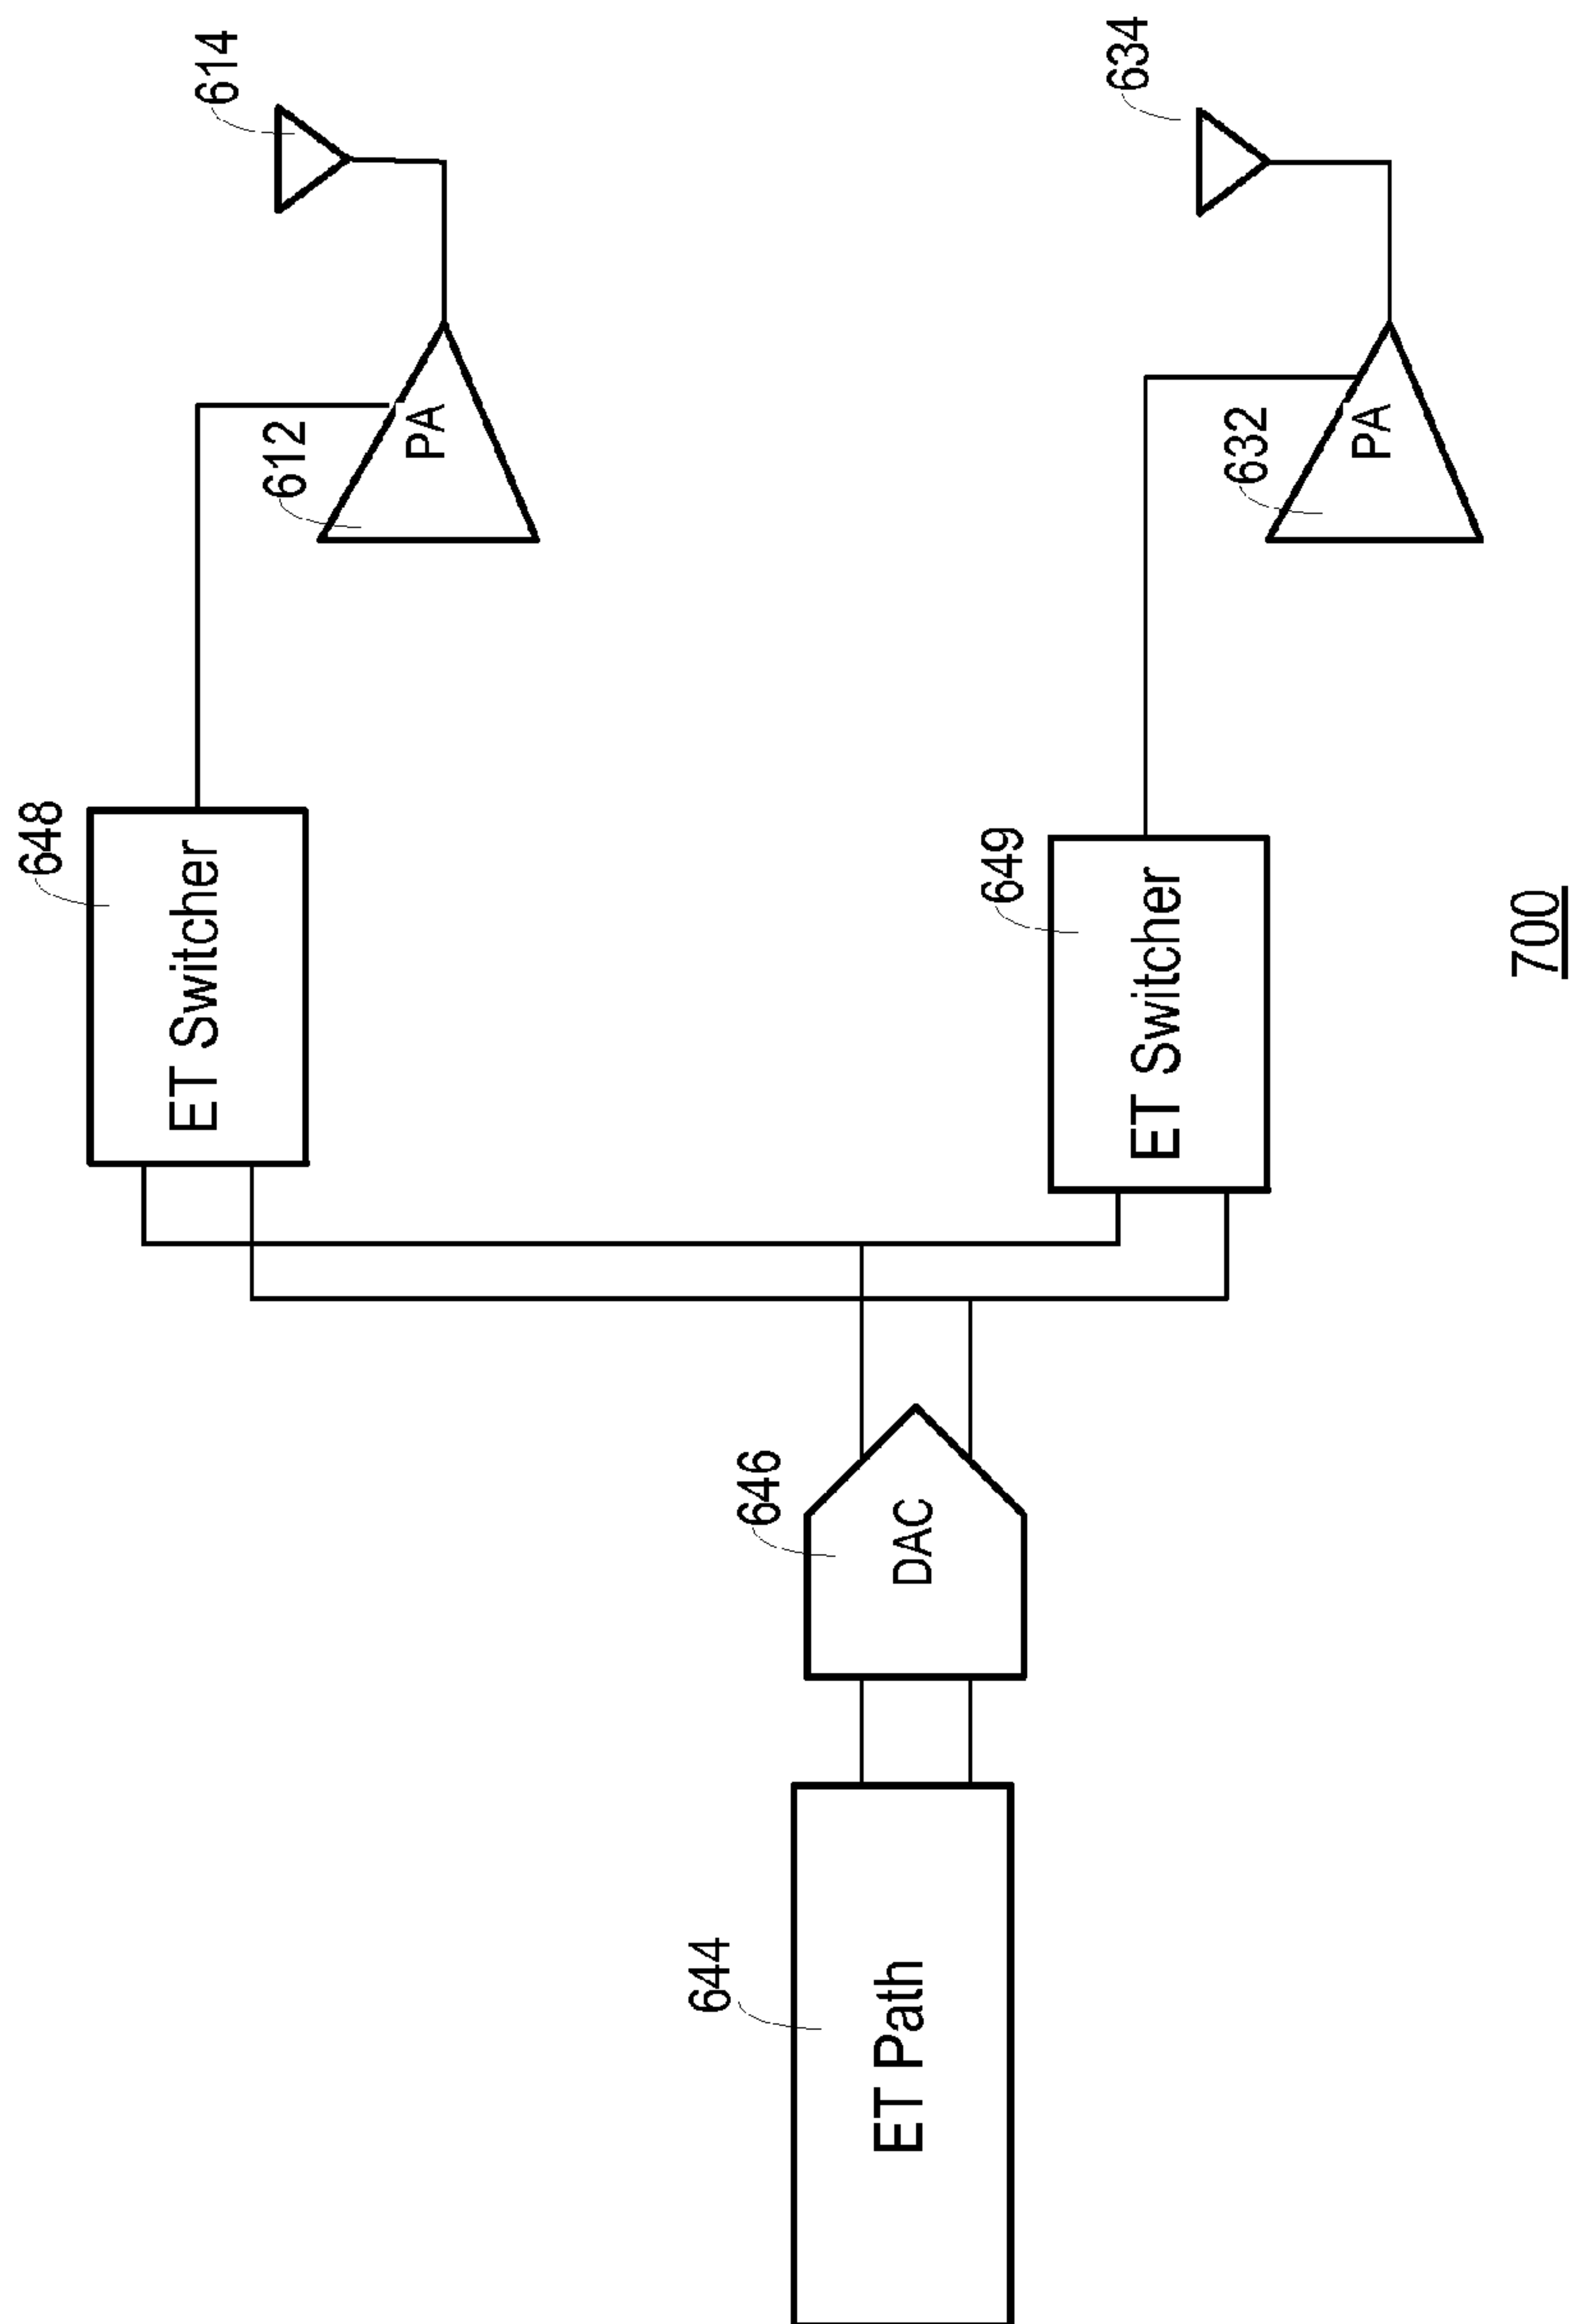 614
634
612
PA
632
PA
648
ET Switcher
649
ET Switcher
646
DAC
644
ET Path
700